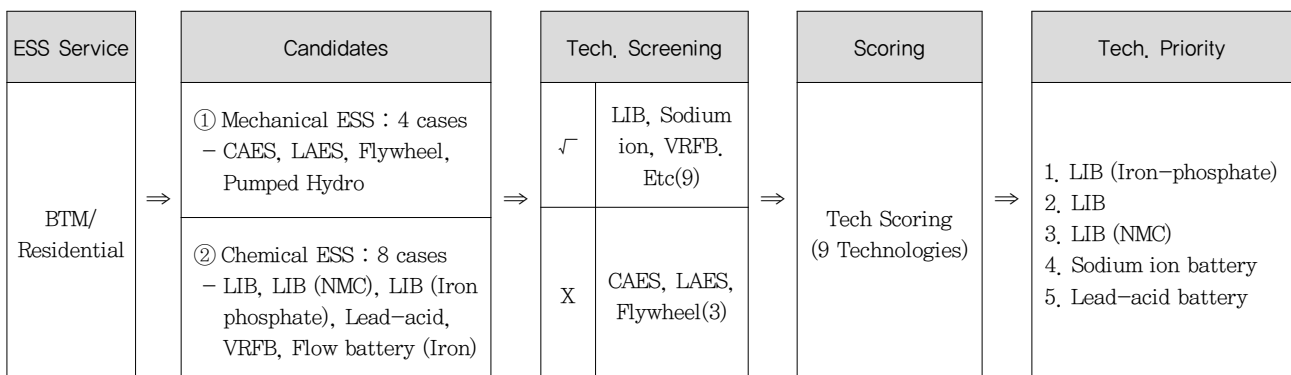 ESS Service
BTM/
Residential
⇒
Candidates
① Mechanical ESS : 4 cases
- CAES, LAES, Flywheel,
Pumped Hydro
② Chemical ESS : 8 cases
- LIB, LIB (NMC), LIB (Iron
phosphate), Lead-acid,
VRFB, Flow battery (Iron)
⇒
Tech. Screening
√
LIB, Sodium
ion, VRFB.
Etc(9)
X
CAES, LAES,
Flywheel(3)
⇒
Scoring
Tech Scoring
(9 Technologies)
⇒
Tech. Priority
1. LIB (Iron-phosphate)
2. LIB
3. LIB (NMC)
4. Sodium ion battery
5. Lead-acid battery